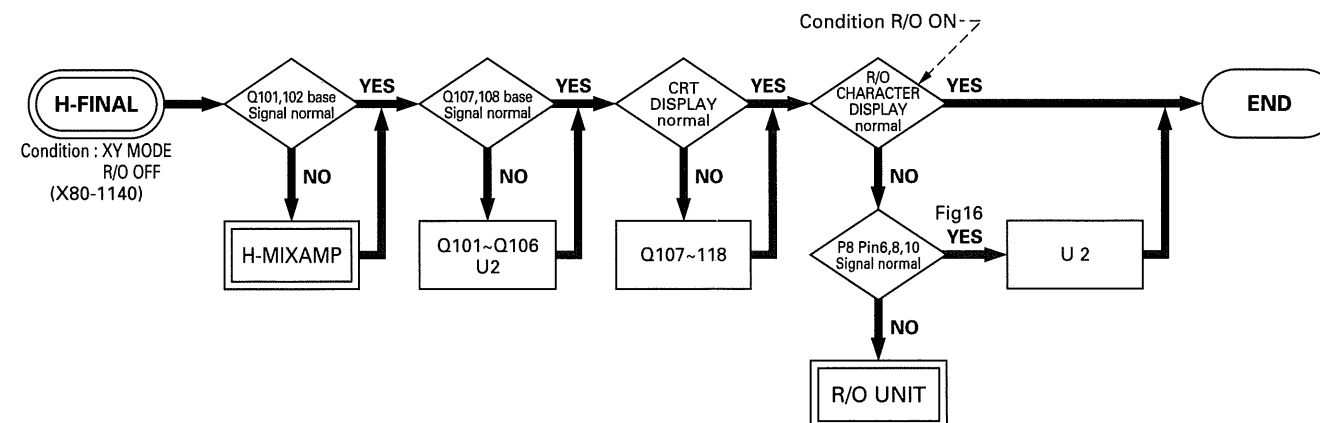 Condition R/O ON
H-FINAL
Condition : XY MODE
R/O OFF
(X80-1140)
Q101,102 base
Signal normal
YES
NO
H-MIXAMP
Q107,108 base
Signal normal
YES
NO
Q101~Q106
U2
CRT
DISPLAY
normal
YES
NO
Q107~118
R/O
CHARACTER
DISPLAY
normal
YES
NO
P8 Pin6,8,10
Signal normal
Fig16
YES
U 2
NO
R/O UNIT
END